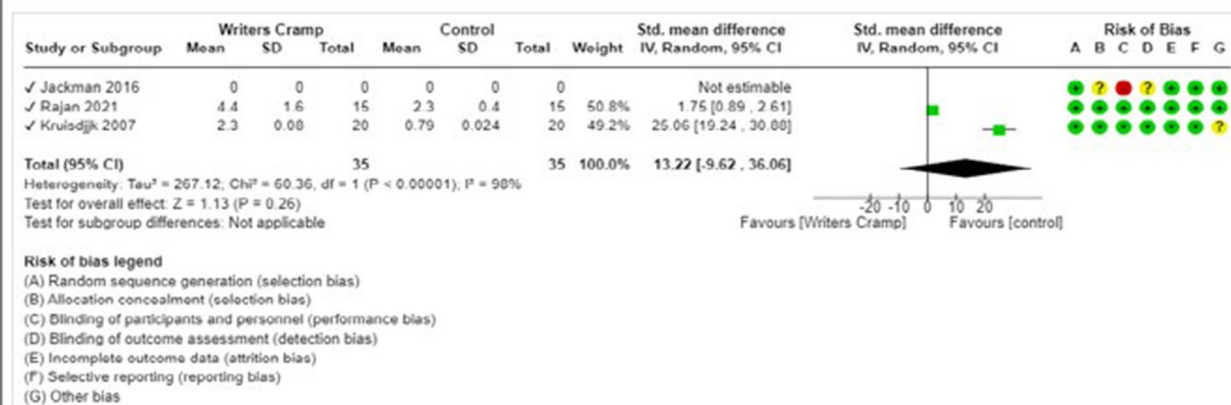 Writers Cramp Control Std. mean difference Std. mean difference Risk of Bias
Study or Subgroup Mean SD Total Mean SD Total Weight IV, Random, 95% CI IV, Random, 95% CI A B C D E F G
✓ Jackman 2016 0 0 0 0 0 0 Not estimable + ? ? + + +
✓ Rajan 2021 4.4 1.6 15 2.3 0.4 15 50.8% 1.75 [0.89 , 2.61] + + + + + + +
✓ Kruisdijk 2007 2.3 0.08 20 0.79 0.024 20 49.2% 25.06 [19.24 , 30.88] + + + + + + ?
Total (95% CI) 35 35 100.0% 13.22 [-9.62 , 36.06]
Heterogeneity: Tau² = 267.12; Chi² = 60.36, df = 1 (P < 0.00001); I² = 98%
Test for overall effect: Z = 1.13 (P = 0.26)
Test for subgroup differences: Not applicable
-20 -10 0 10 20
Favours [Writers Cramp] Favours [control]
Risk of bias legend
(A) Random sequence generation (selection bias)
(B) Allocation concealment (selection bias)
(C) Blinding of participants and personnel (performance bias)
(D) Blinding of outcome assessment (detection bias)
(E) Incomplete outcome data (attrition bias)
(F) Selective reporting (reporting bias)
(G) Other bias